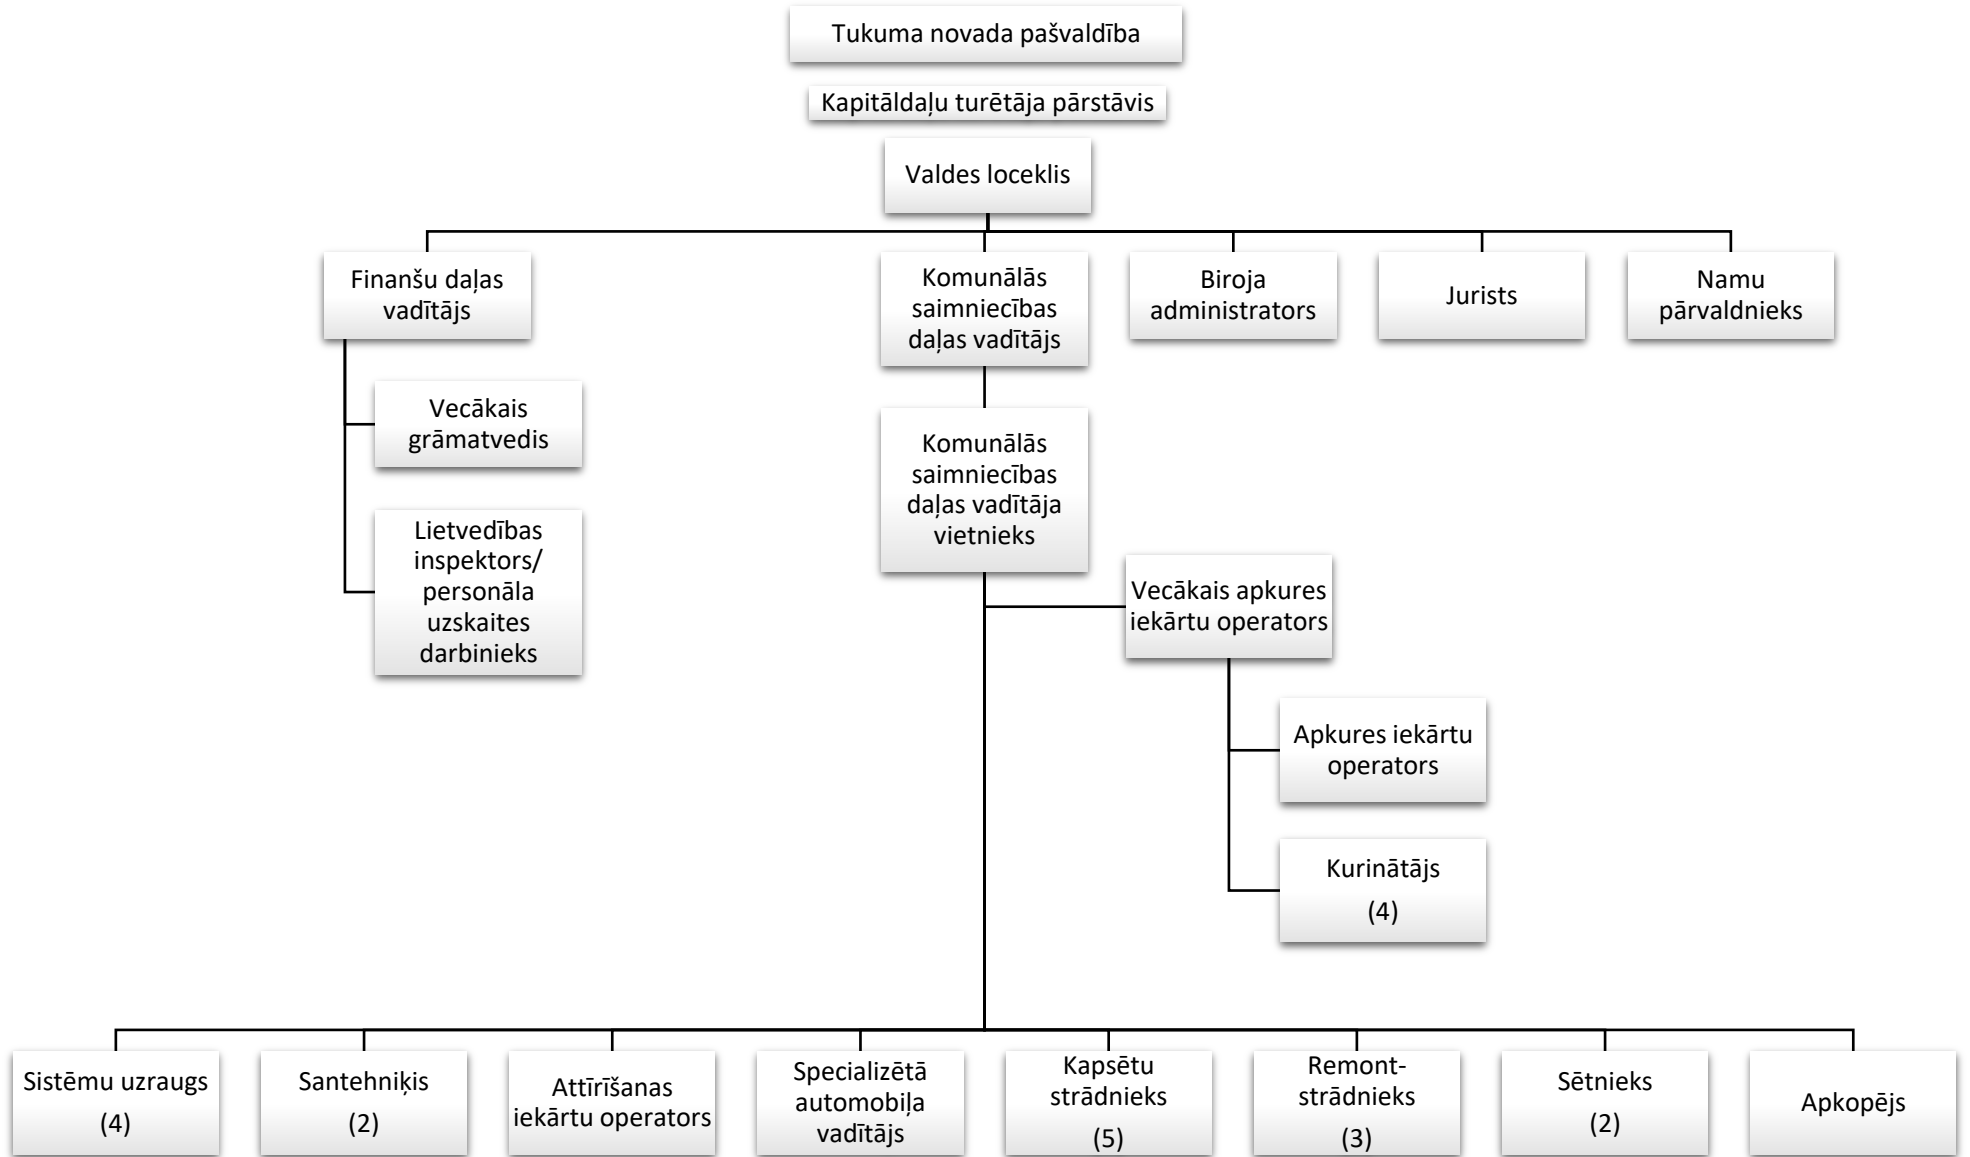 Tukuma novada pašvaldība
Kapitāldaļu turētāja pārstāvis
Valdes loceklis
Finanšu daļas
vadītājs
Komunālās
saimniecības
daļas vadītājs
Biroja
administrators
Jurists
Namu
pārvaldnieks
Vecākais
grāmatvedis
Lietvedības
inspektors/
personāla
uzskaites
darbinieks
Komunālās
saimniecības
daļas vadītāja
vietnieks
Vecākais apkures
iekārtu operators
Apkures iekārtu
operators
Kurinātājs
(4)
Sistēmu uzraugs
(4)
Santehniķis
(2)
Attīrīšanas
iekārtu operators
Specializētā
automobiļa
vadītājs
Kapsētu
strādnieks
(5)
Remont-
strādnieks
(3)
Sētnieks
(2)
Apkopējs